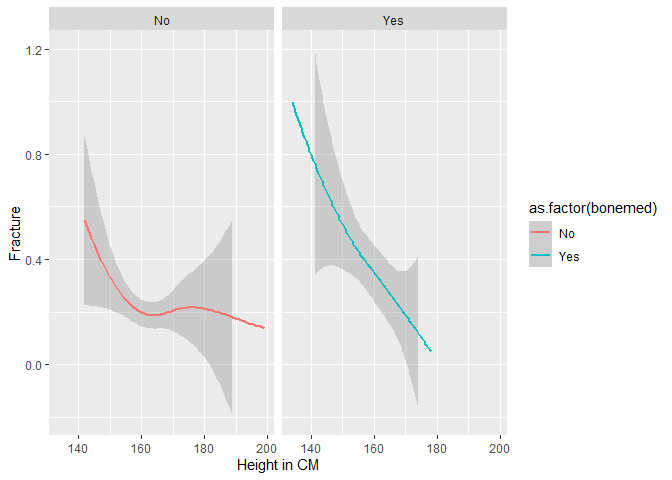 No
Yes
1.2
0.8
0.4
0.0
Fracture
140
160
180
200
140
160
180
200
Height in CM
as.factor(bonemed)
No
Yes